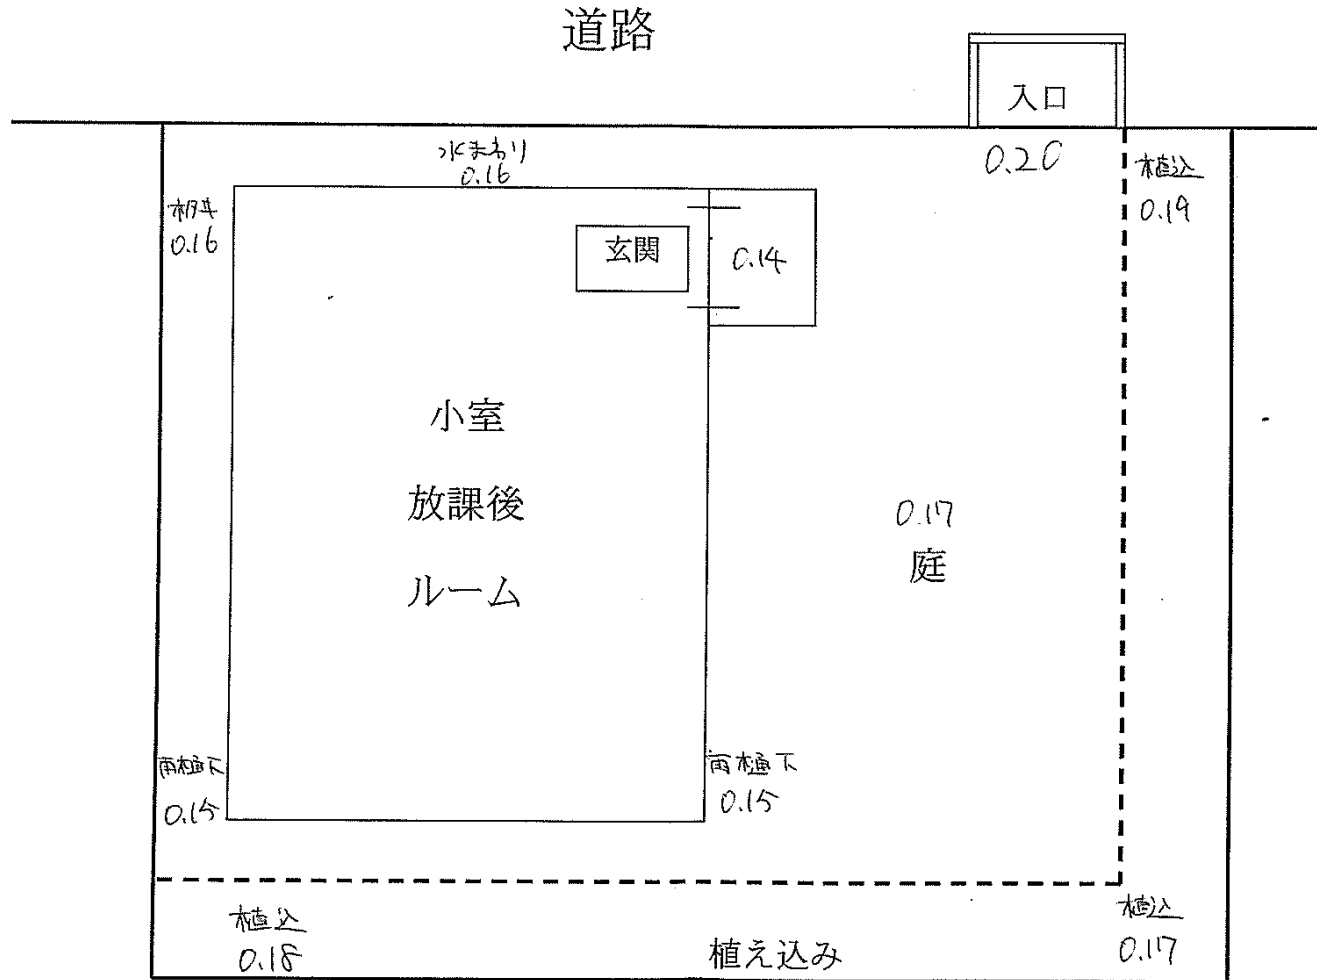 道路
入口
水まわり
0.16
0.20
植込
0.19
0.16
玄関
0.14
小室
放課後
ルーム
0.17
庭
雨樋下
0.15
雨樋下
0.15
植込
0.18
植え込み
植込
0.17